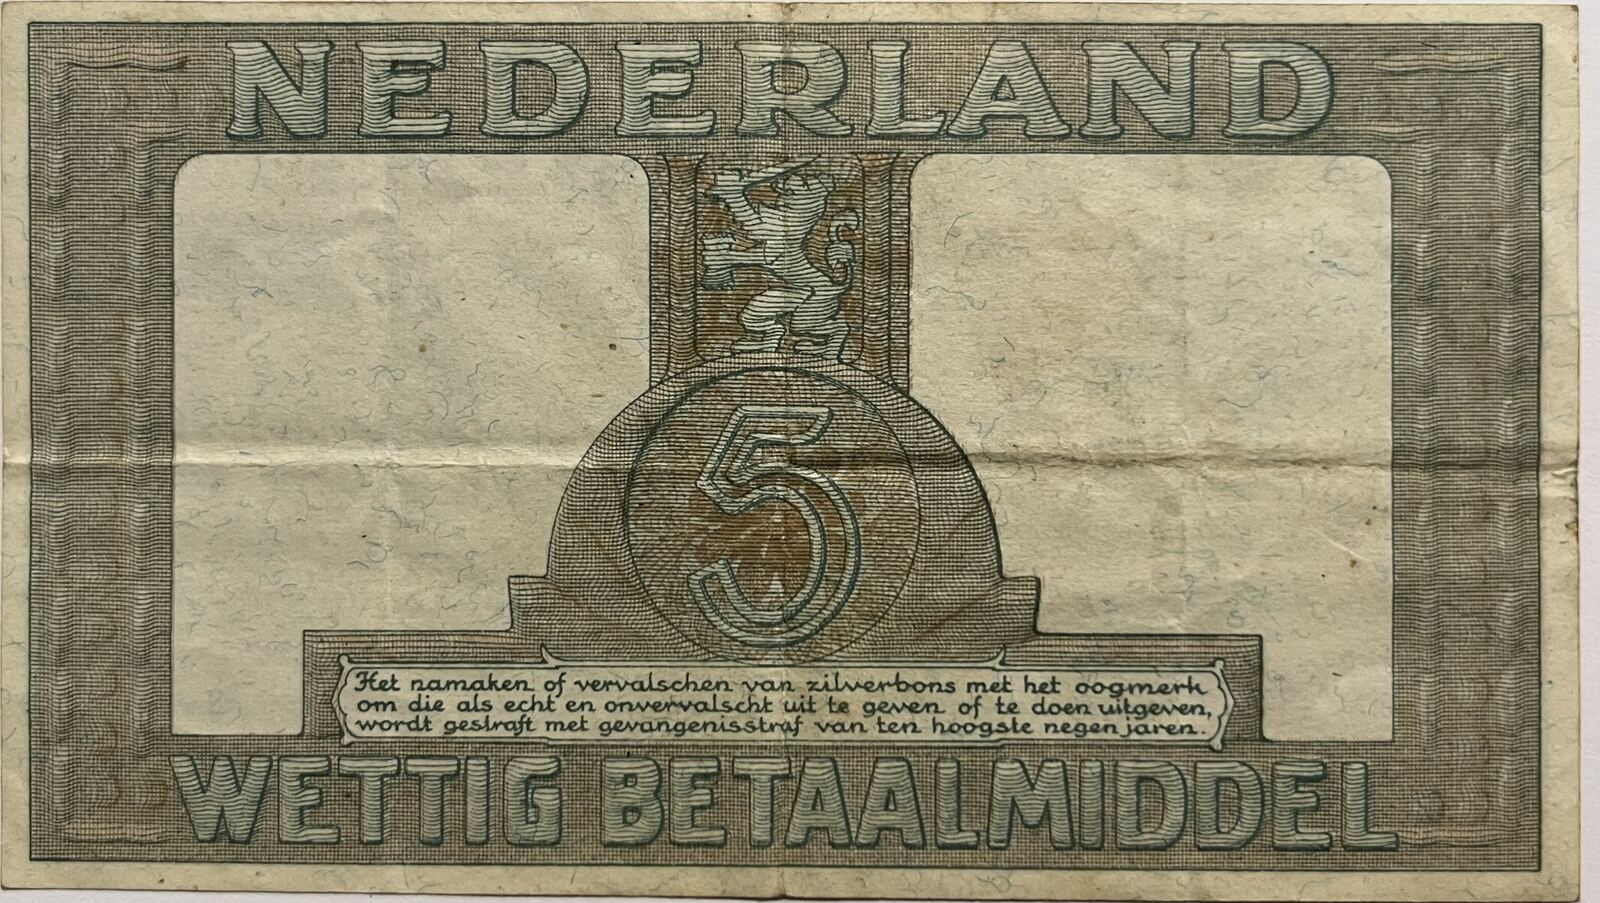 NEDERLAND
5
Het namaken of vervalschen van zilverbons met het oogmerk
om die als echt en onvervalscht uit te geven of te doen uitgeven,
wordt gestraft met gevangenisstraf van ten hoogste negen jaren.
WETTIG BETAALMIDDEL